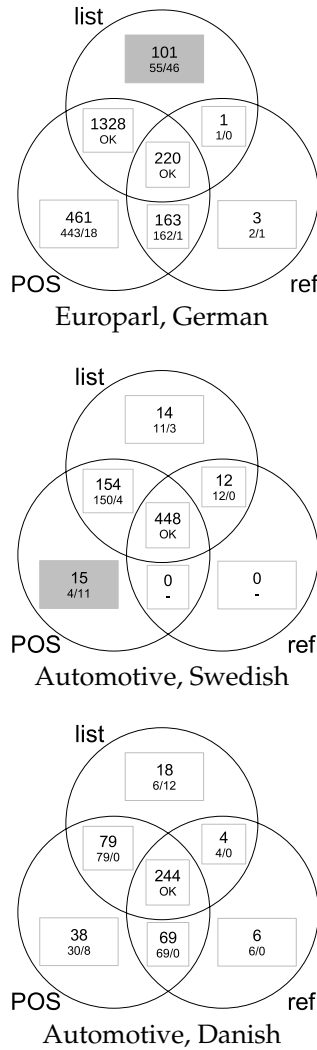 list
101
55/46
1328
OK
1
1/0
220
OK
461
443/18
163
162/1
3
2/1
POS
ref
Europarl, German
list
14
11/3
154
150/4
12
12/0
448
OK
15
4/11
0
-
0
-
POS
ref
Automotive, Swedish
list
18
6/12
79
79/0
4
4/0
244
OK
38
30/8
69
69/0
6
6/0
POS
ref
Automotive, Danish